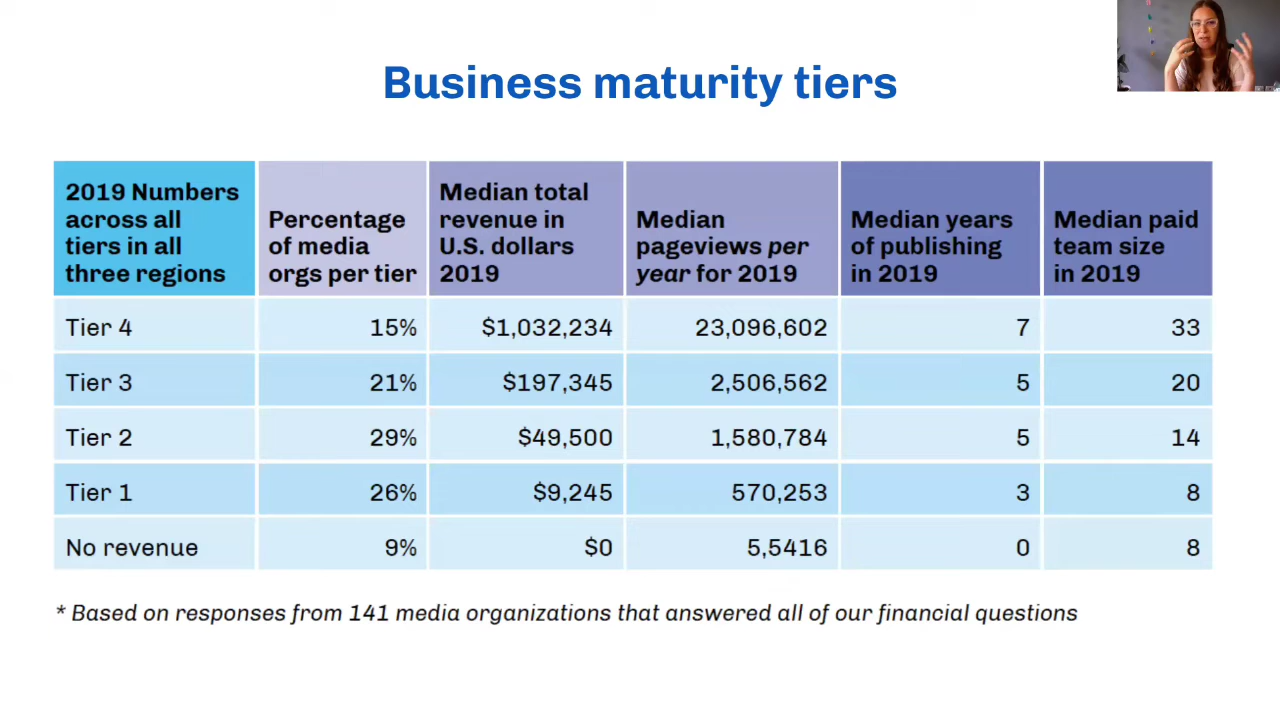 Business maturity tiers
2019 Numbers
across all
tiers in all
three regions
Percentage
of media
orgs per tier
Median total
revenue in
U.S. dollars
2019
Median
pageviews per
year for 2019
Median years
of publishing
in 2019
Median paid
team size
in 2019
Tier 4 15% $1,032,234 23,096,602 7 33
Tier 3 21% $197,345 2,506,562 5 20
Tier 2 29% $49,500 1,580,784 5 14
Tier 1 26% $9,245 570,253 3 8
No revenue 9% $0 5,5416 0 8
* Based on responses from 141 media organizations that answered all of our financial questions